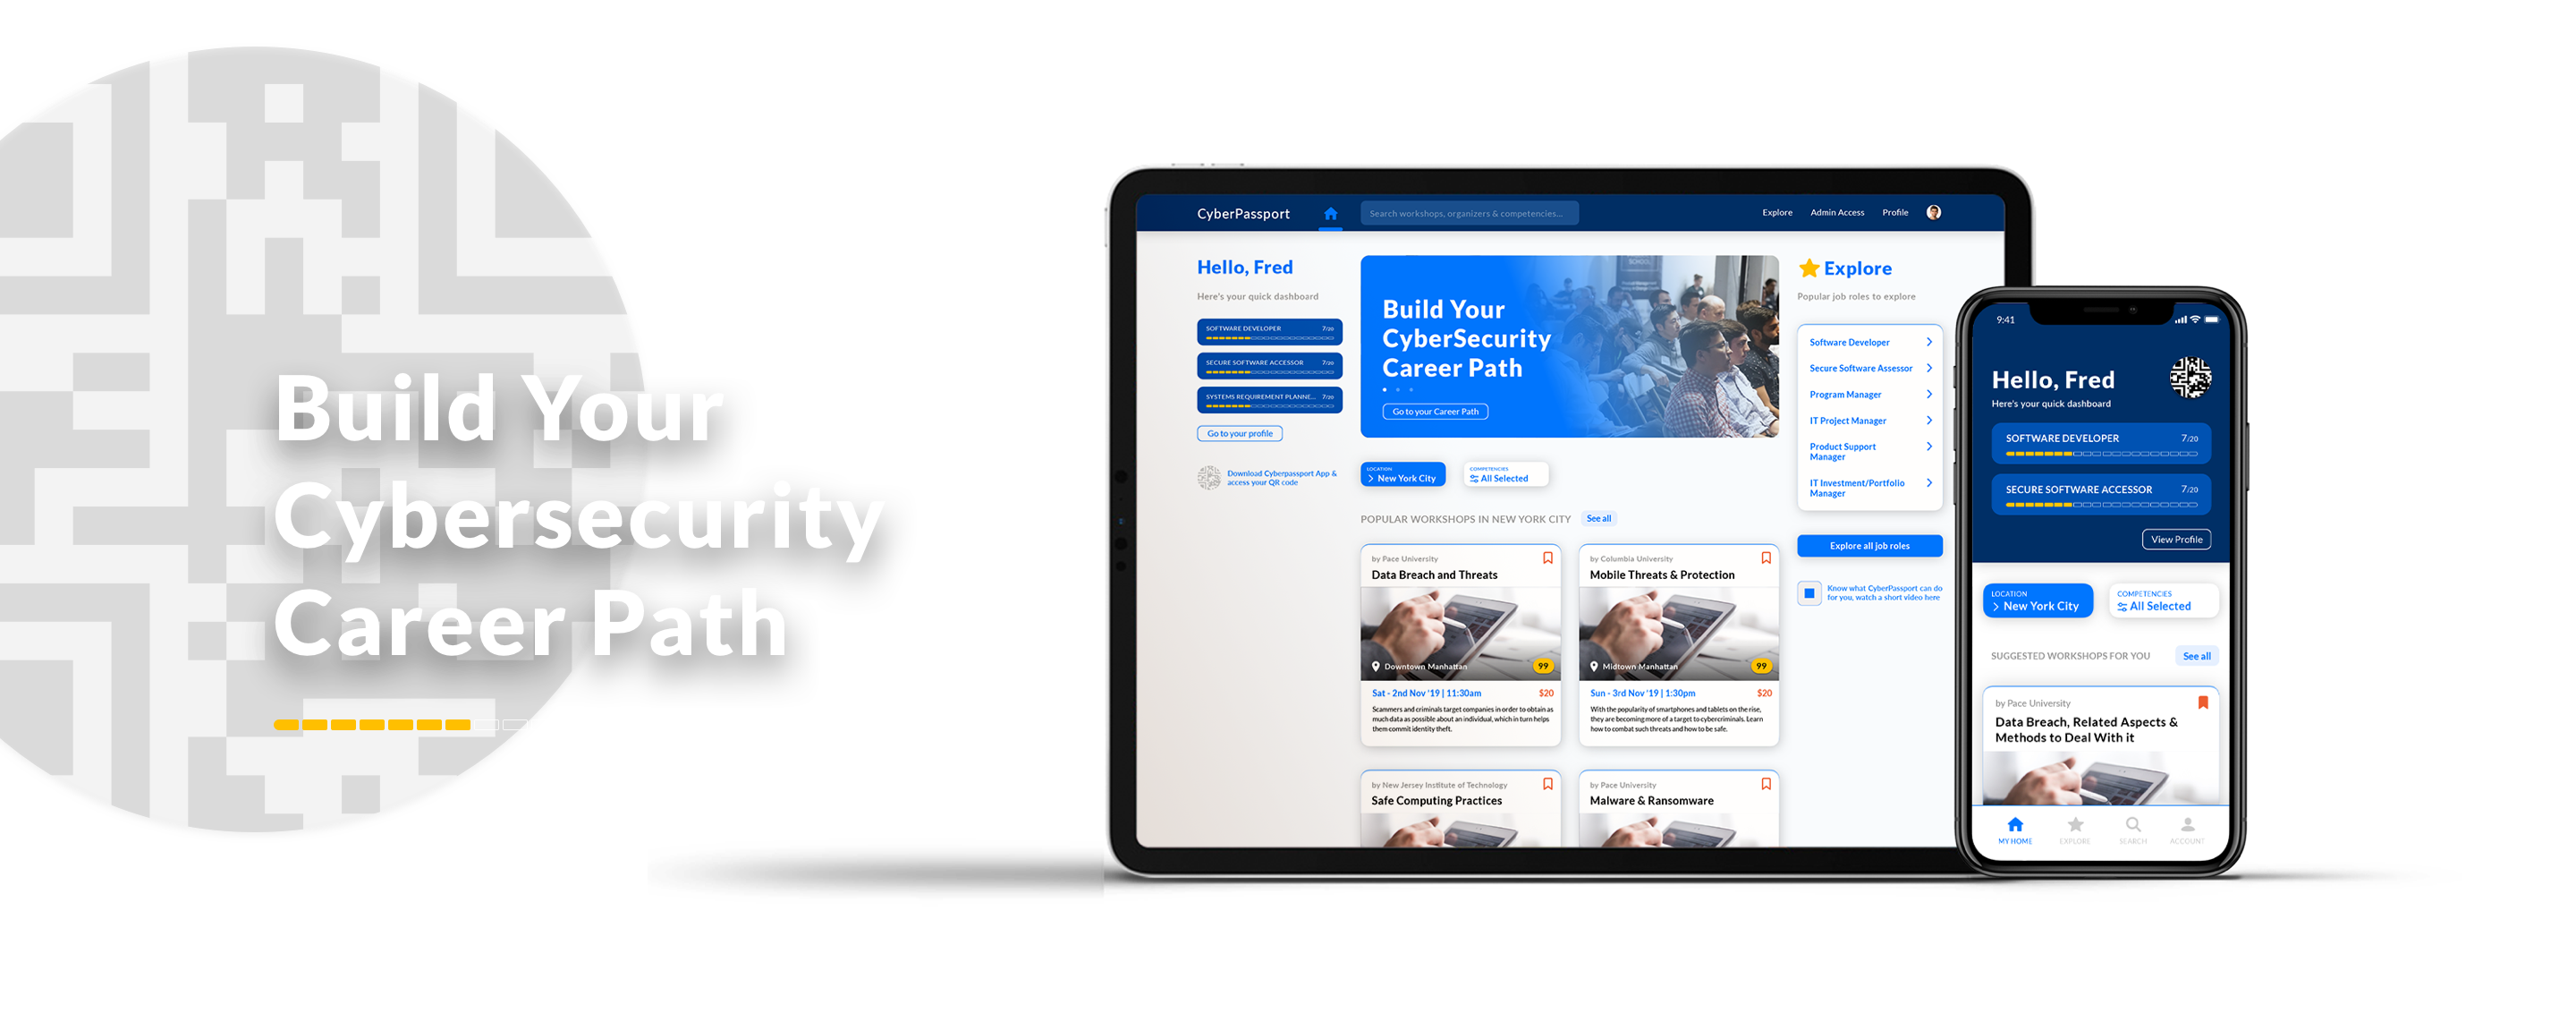 Build Your
Cybersecurity
Career Path
CyberPassport
Search workshops, organizers & competencies...
Explore
Admin Access
Profile
Hello, Fred
Here's your quick dashboard
SOFTWARE DEVELOPER 7/20
SECURE SOFTWARE ACCESSOR 7/20
SYSTEMS REQUIREMENT PLANNE... 7/20
Go to your profile
Download Cyberpassport App &
access your QR code
Build Your
CyberSecurity
Career Path
Go to your Career Path
LOCATION
New York City
COMPETENCIES
All Selected
POPULAR WORKSHOPS IN NEW YORK CITY See all
by Pace University
Data Breach and Threats
Downtown Manhattan 99
Sat - 2nd Nov '19 | 11:30am $20
Scammers and criminals target companies in order to obtain as
much data as possible about an individual, which in turn helps
them commit identity theft.
by Columbia University
Mobile Threats & Protection
Midtown Manhattan 99
Sun - 3rd Nov '19 | 1:30pm $20
With the popularity of smartphones and tablets on the rise,
they are becoming more of a target to cybercriminals. Learn
how to combat such threats and how to be safe.
by New Jersey Institute of Technology
Safe Computing Practices
by Pace University
Malware & Ransomware
Explore
Popular job roles to explore
Software Developer
Secure Software Assessor
Program Manager
IT Project Manager
Product Support
Manager
IT Investment/Portfolio
Manager
Explore all job roles
Know what CyberPassport can do
for you, watch a short video here
9:41
Hello, Fred
Here's your quick dashboard
SOFTWARE DEVELOPER 7/20
SECURE SOFTWARE ACCESSOR 7/20
View Profile
LOCATION
New York City
COMPETENCIES
All Selected
SUGGESTED WORKSHOPS FOR YOU See all
by Pace University
Data Breach, Related Aspects &
Methods to Deal With it
MY HOME
EXPLORE
SEARCH
ACCOUNT